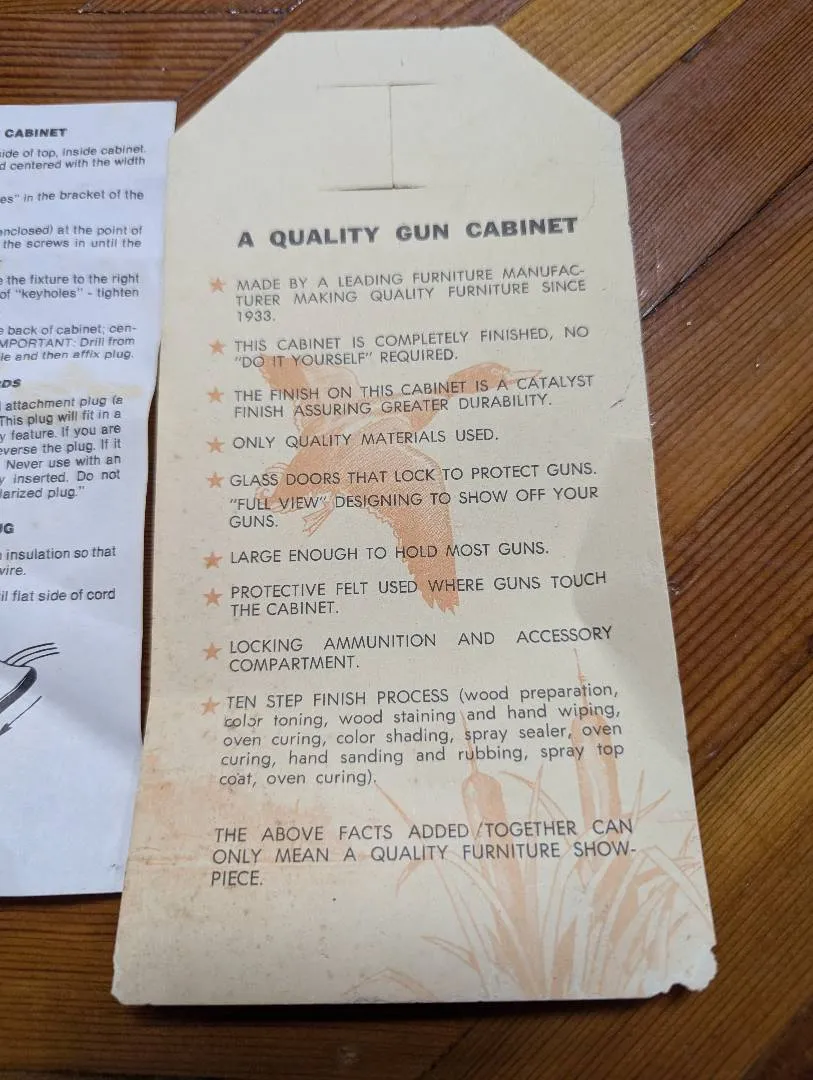 CABINET
ide of top, inside cabinet.
d centered with the width
es" in the bracket of the
enclosed) at the point of
the screws in until the
e the fixture to the right
of "keyholes" - tighten
e back of cabinet; cen-
MPORTANT: Drill from
le and then affix plug.
RDS
l attachment plug (a
This plug will fit in a
y feature. If you are
everse the plug. If it
Never use with an
y inserted. Do not
larized plug."
UG
n insulation so that
wire.
il flat side of cord
A QUALITY GUN CABINET
MADE BY A LEADING FURNITURE MANUFAC-
TURER MAKING QUALITY FURNITURE SINCE
1933.
THIS CABINET IS COMPLETELY FINISHED, NO
"DO IT YOURSELF" REQUIRED.
THE FINISH ON THIS CABINET IS A CATALYST
FINISH ASSURING GREATER DURABILITY.
ONLY QUALITY MATERIALS USED.
GLASS DOORS THAT LOCK TO PROTECT GUNS.
"FULL VIEW" DESIGNING TO SHOW OFF YOUR
GUNS.
LARGE ENOUGH TO HOLD MOST GUNS.
PROTECTIVE FELT USED WHERE GUNS TOUCH
THE CABINET.
LOCKING AMMUNITION AND ACCESSORY
COMPARTMENT.
TEN STEP FINISH PROCESS (wood preparation,
color toning, wood staining and hand wiping,
oven curing, color shading, spray sealer, oven
curing, hand sanding and rubbing, spray top
coat, oven curing).
THE ABOVE FACTS ADDED TOGETHER CAN
ONLY MEAN A QUALITY FURNITURE SHOW-
PIECE.